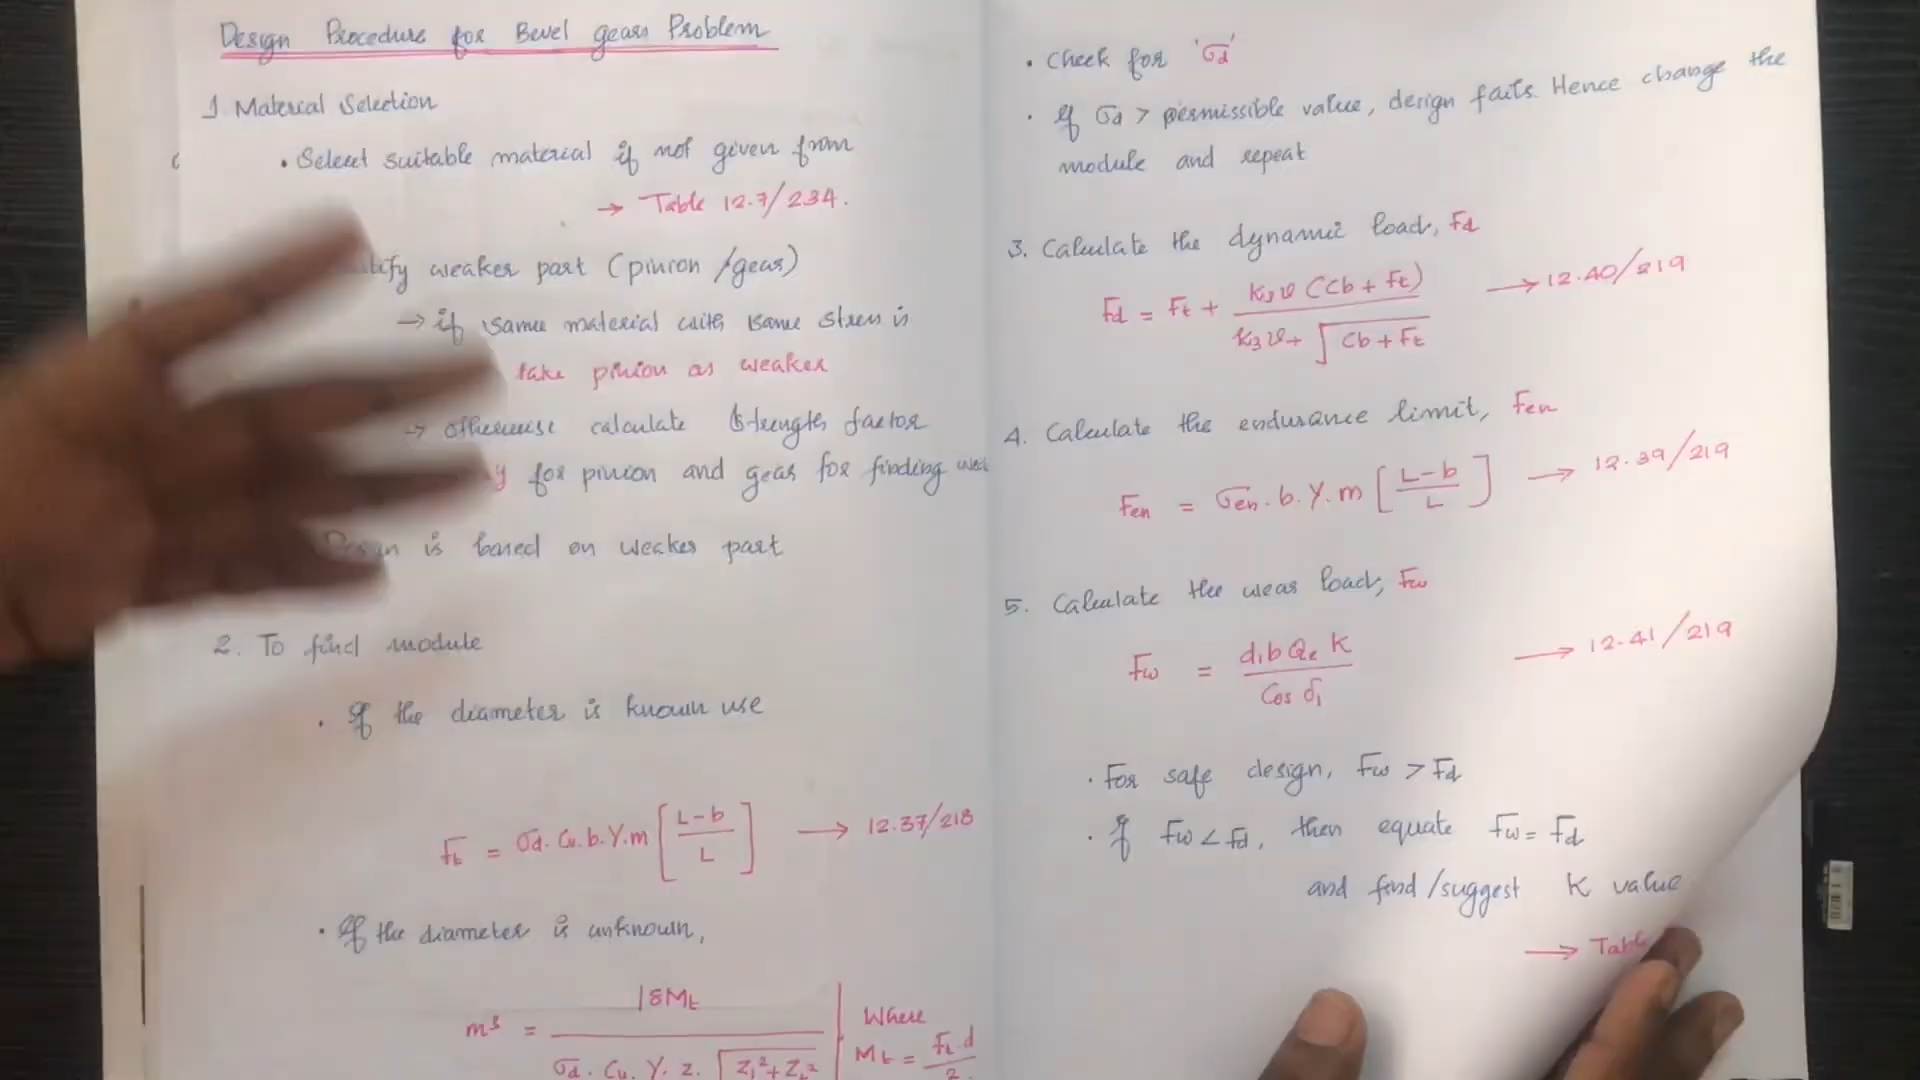 Design Procedure for Bevel gears Problem
1. Material Selection
• Select suitable material if not given from
→ Table 12.7/234.
weaker part (pinion /gear)
→ if same material with same stress is
take pinion as weaker
→ otherwise calculate strength factor
y for pinion and gear for finding
Design is based on weaker part
2. To find module
• If the diameter is known use
Ft = σd. Cv. b. Y. m [(L-b)/L] → 12.37/218
• If the diameter is unknown,
m³ = 18Mt / σd. Cv. Y. z. √(Z₁²+Z₂²) | Where
Mt = Ft d / 2
• Check for 'σd'
• If σd > permissible value, design fails. Hence change the
module and repeat
3. Calculate the dynamic load, Fd
Fd = Ft + K₃v (Cb + Ft) / K₃v + √(Cb + Ft) → 12.40/219
4. Calculate the endurance limit, Fen
Fen = σen. b. Y. m [(L-b)/L] → 12.39/219
5. Calculate the wear load, Fw
Fw = d₁bQeK / Cos δ₁ → 12.41/219
• For safe design, Fw > Fd
• If Fw < Fd, then equate Fw = Fd
and find/suggest K value
→